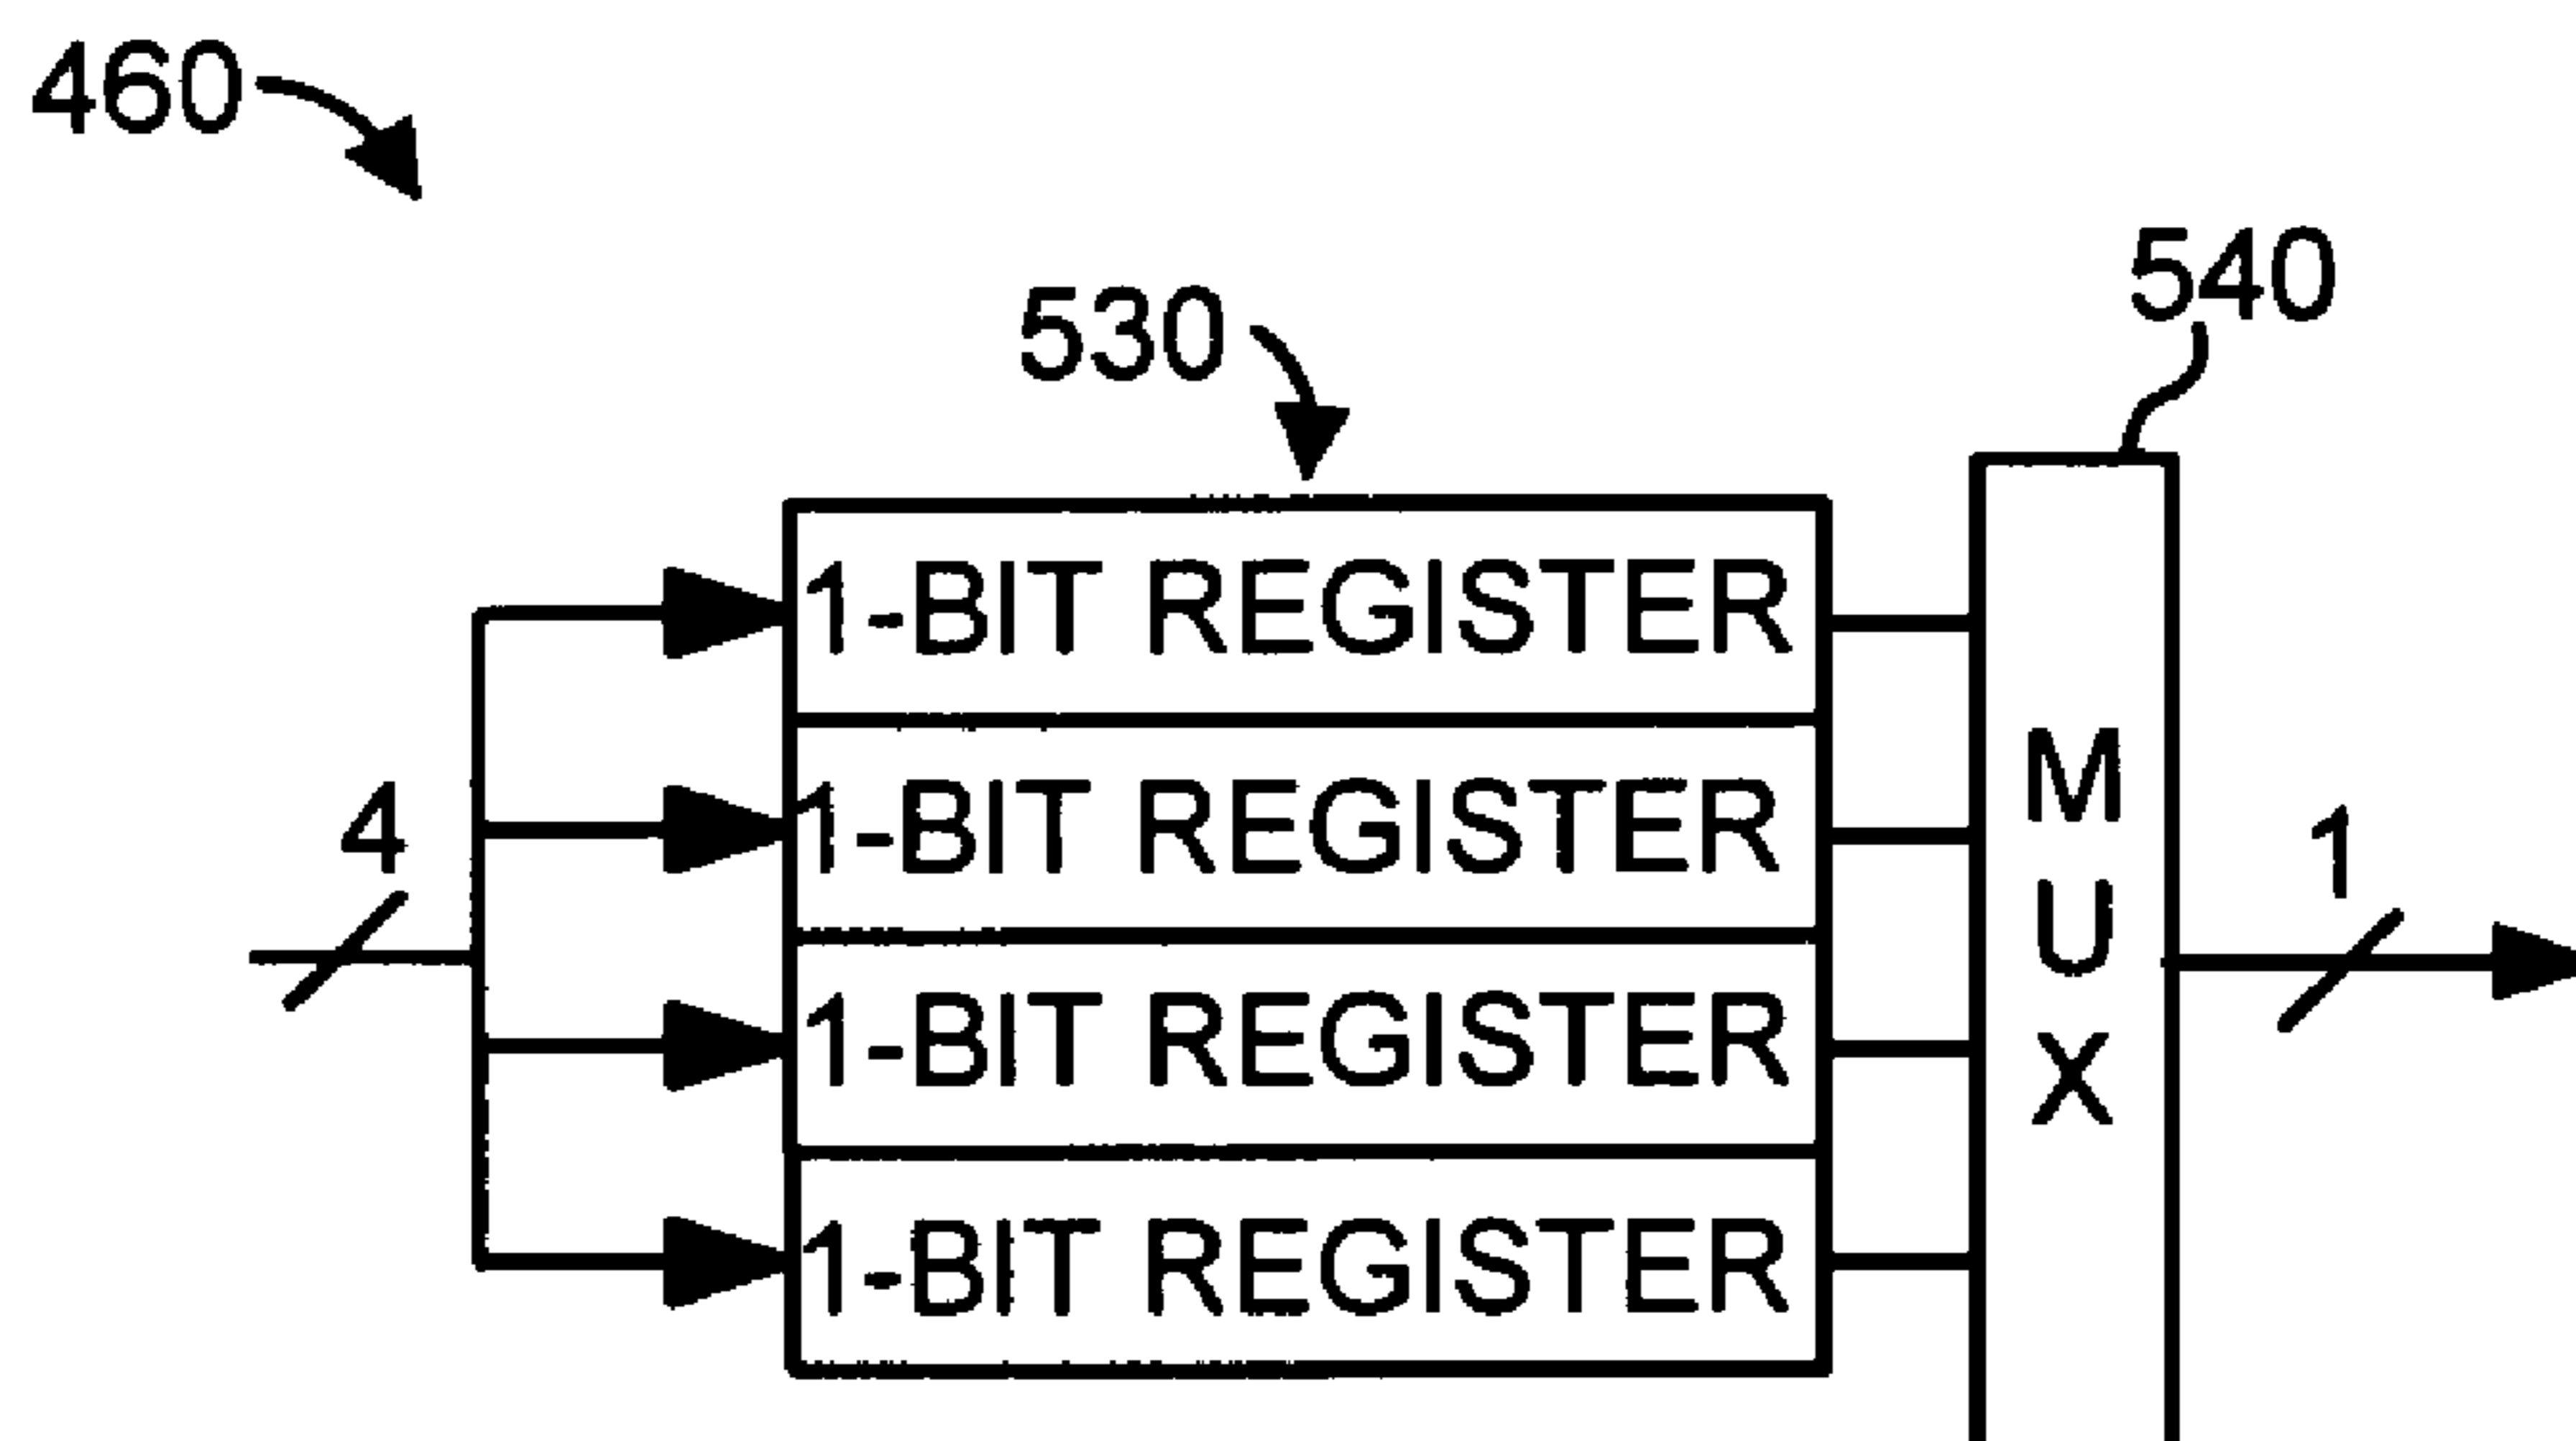 460
530
540
1-BIT REGISTER
1-BIT REGISTER
1-BIT REGISTER
1-BIT REGISTER
4
M
U
X
1